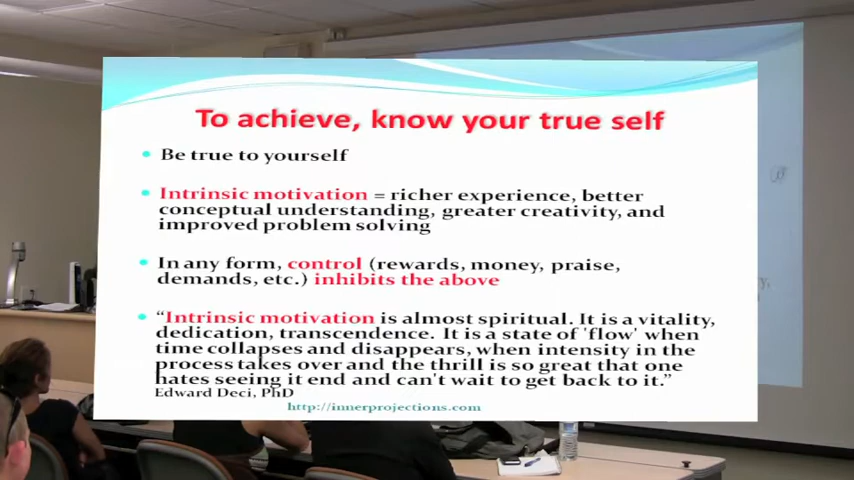 To achieve, know your true self
• Be true to yourself
• Intrinsic motivation = richer experience, better
conceptual understanding, greater creativity, and
improved problem solving
• In any form, control (rewards, money, praise,
demands, etc.) inhibits the above
• “Intrinsic motivation is almost spiritual. It is a vitality,
dedication, transcendence. It is a state of 'flow' when
time collapses and disappears, when intensity in the
process takes over and the thrill is so great that one
hates seeing it end and can't wait to get back to it.”
Edward Deci, PhD
http://innerprojections.com